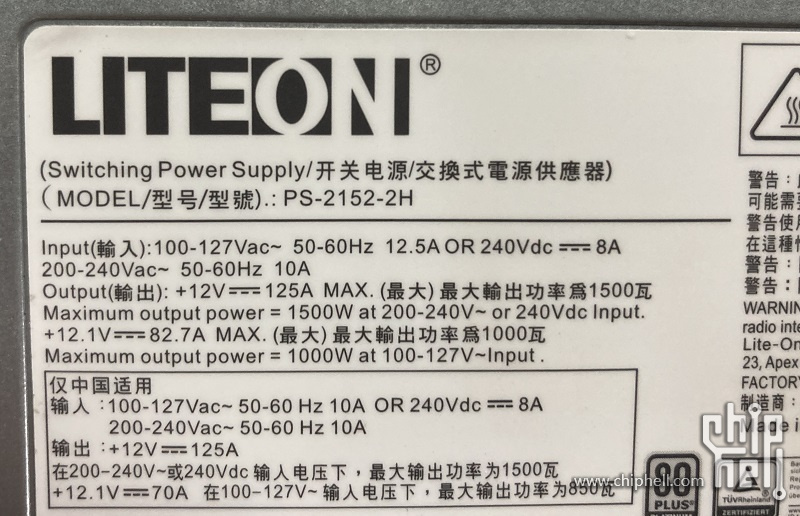 LITEON®
(Switching Power Supply/开关电源/交換式電源供應器)
(MODEL/型号/型號).: PS-2152-2H
Input(輸入):100-127Vac~ 50-60Hz 12.5A OR 240Vdc⎓8A
200-240Vac~ 50-60Hz 10A
Output(輸出): +12V⎓125A MAX. (最大) 最大輸出功率爲1500瓦
Maximum output power = 1500W at 200-240V~ or 240Vdc Input.
+12.1V⎓82.7A MAX. (最大) 最大輸出功率爲1000瓦
Maximum output power = 1000W at 100-127V~Input .
仅中国适用
输入 :100-127Vac~ 50-60 Hz 10A OR 240Vdc⎓8A
200-240Vac~ 50-60 Hz 10A
输出 :+12V⎓125A
在200-240V~或240Vdc 输入电压下，最大输出功率为1500瓦
+12.1V⎓70A 在100-127V~ 输入电压下，最大输出功率为850瓦
警告：
可能需
警告使
在這種
警告：
警告：
WARNIN
radio inte
Lite-On
23, Apex
FACTORY
制造商：
Made i
80
PLUS
TÜVRheinland
ZERTIFIZIERT
chip hell
www.chiphell.com